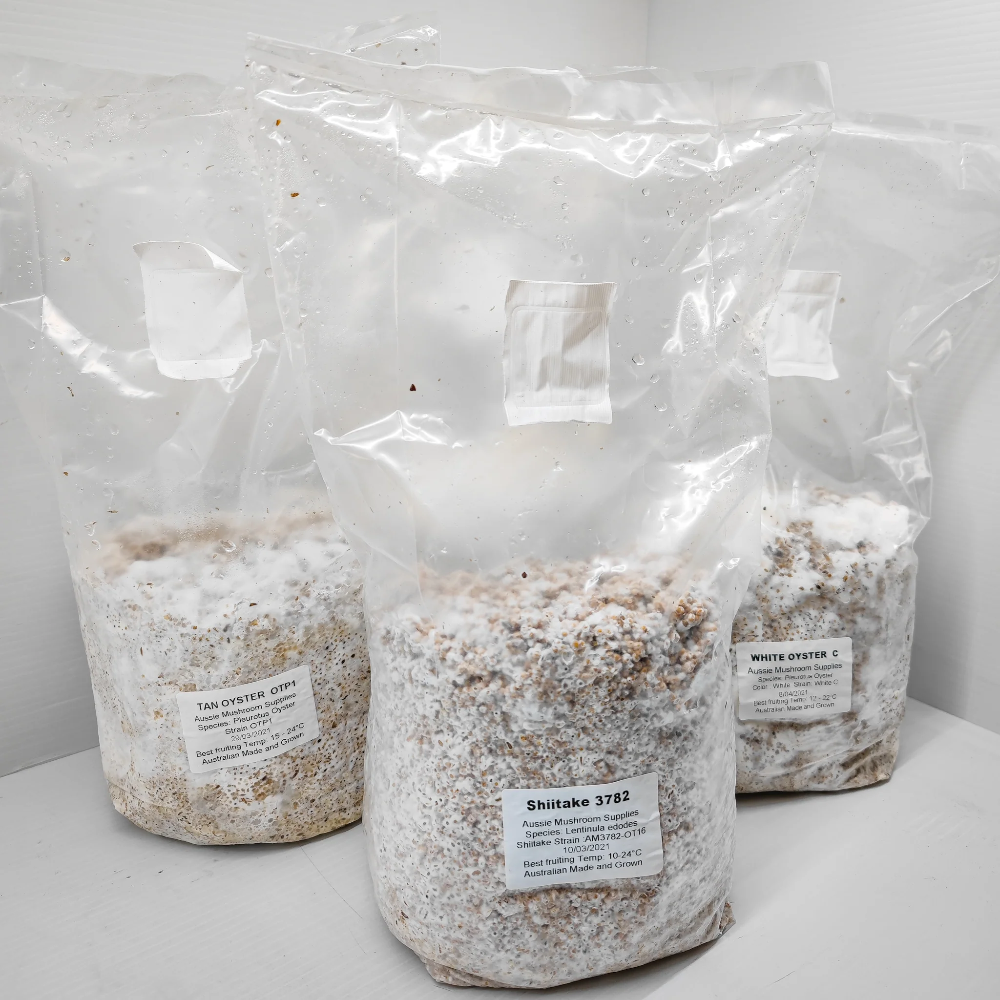 TAN OYSTER OTP1
Aussie Mushroom Supplies
Species: Pleurotus Oyster
Strain OTP1
29/03/2021
Best fruiting Temp: 15 - 24°C
Australian Made and Grown
Shiitake 3782
Aussie Mushroom Supplies
Species: Lentinula edodes
Shiitake Strain :AM3782-OT16
10/03/2021
Best fruiting Temp: 10-24°C
Australian Made and Grown
WHITE OYSTER C
Aussie Mushroom Supplies
Species: Pleurotus Oyster
Color : White Strain: White C
8/04/2021
Best fruiting Temp: 12 - 22°C
Australian Made and Grown